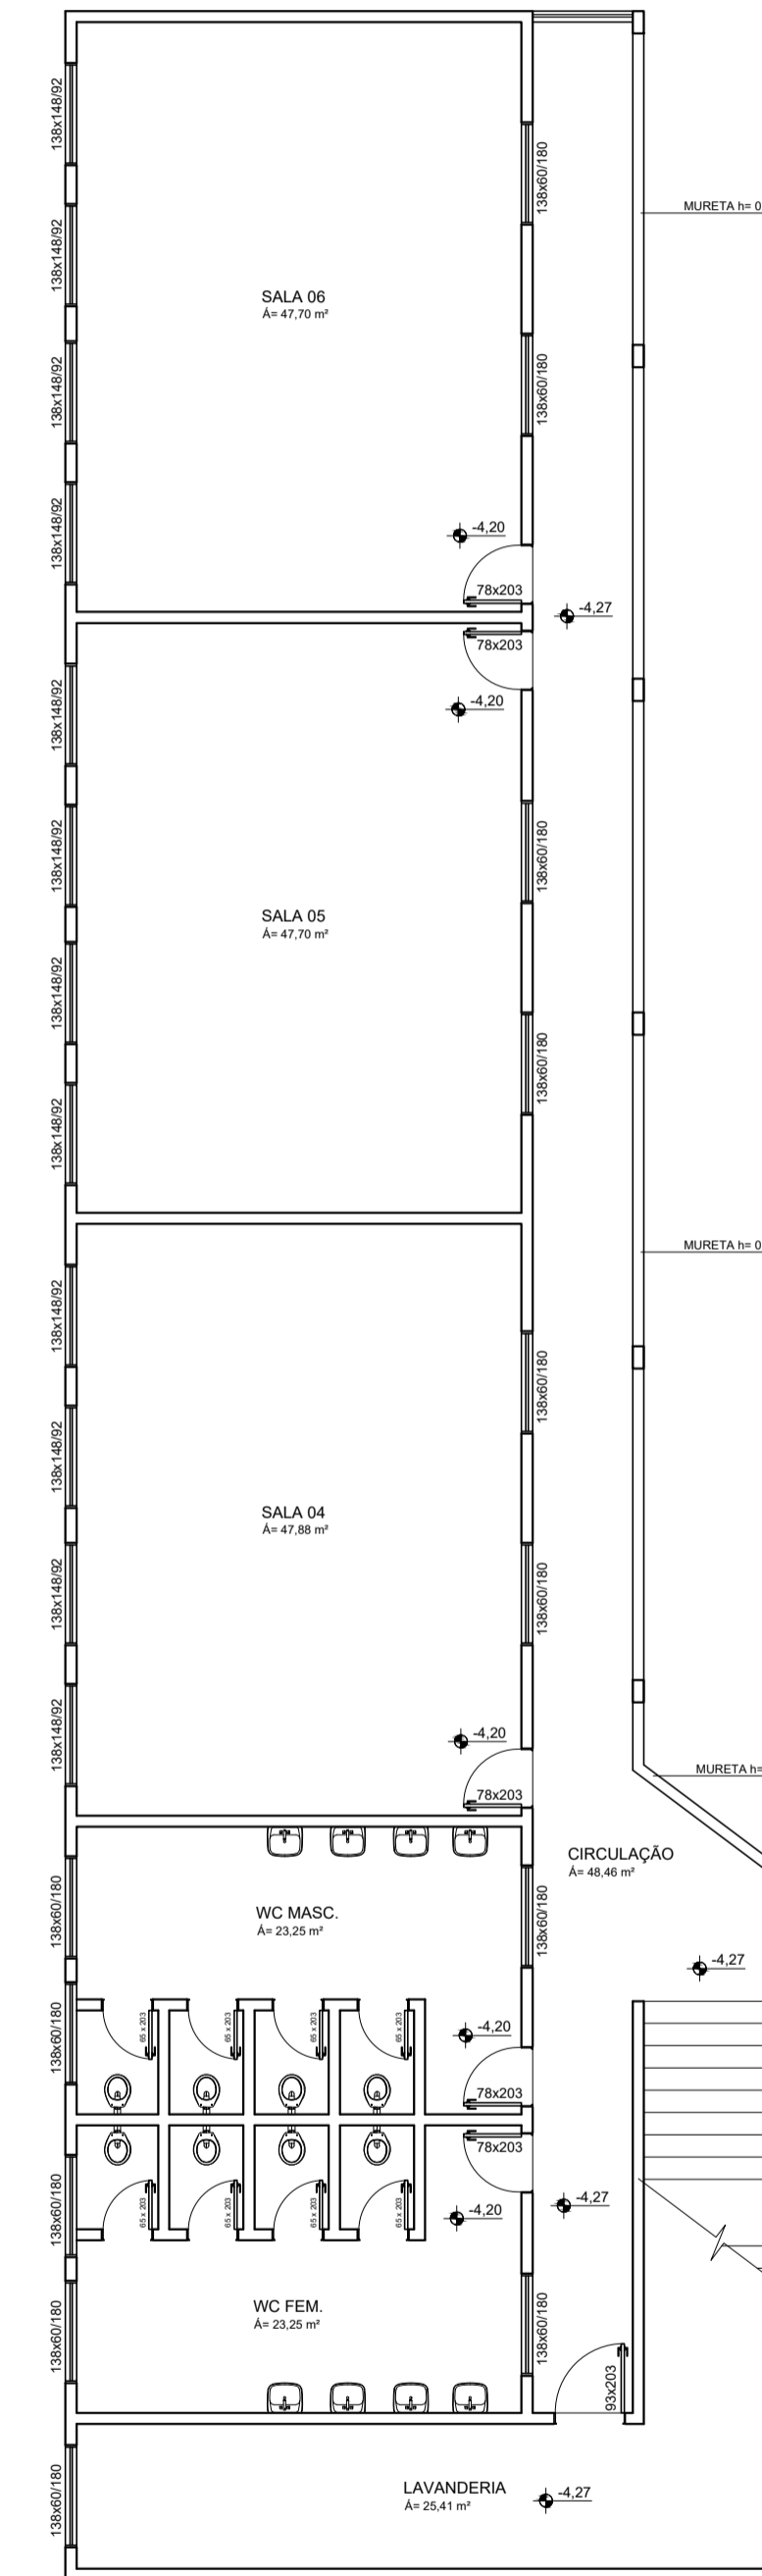 138x148/92
138x60/180
MURETA h= 0
138x148/92
SALA 06
Á= 47,70 m²
138x148/92
138x60/180
138x148/92
-4,20
78x203
-4,27
78x203
138x148/92
-4,20
138x148/92
138x60/180
SALA 05
Á= 47,70 m²
138x148/92
138x60/180
138x148/92
MURETA h= 0
138x148/92
138x60/180
138x148/92
SALA 04
Á= 47,88 m²
138x148/92
138x60/180
138x148/92
-4,20
MURETA h=
78x203
CIRCULAÇÃO
Á= 48,46 m²
138x60/180
WC MASC.
Á= 23,25 m²
138x60/180
-4,27
138x60/180
65 x 203
65 x 203
65 x 203
65 x 203
-4,20
78x203
78x203
138x60/180
65 x 203
65 x 203
65 x 203
65 x 203
-4,20
-4,27
WC FEM.
Á= 23,25 m²
138x60/180
138x60/180
93x203
138x60/180
LAVANDERIA
Á= 25,41 m²
-4,27